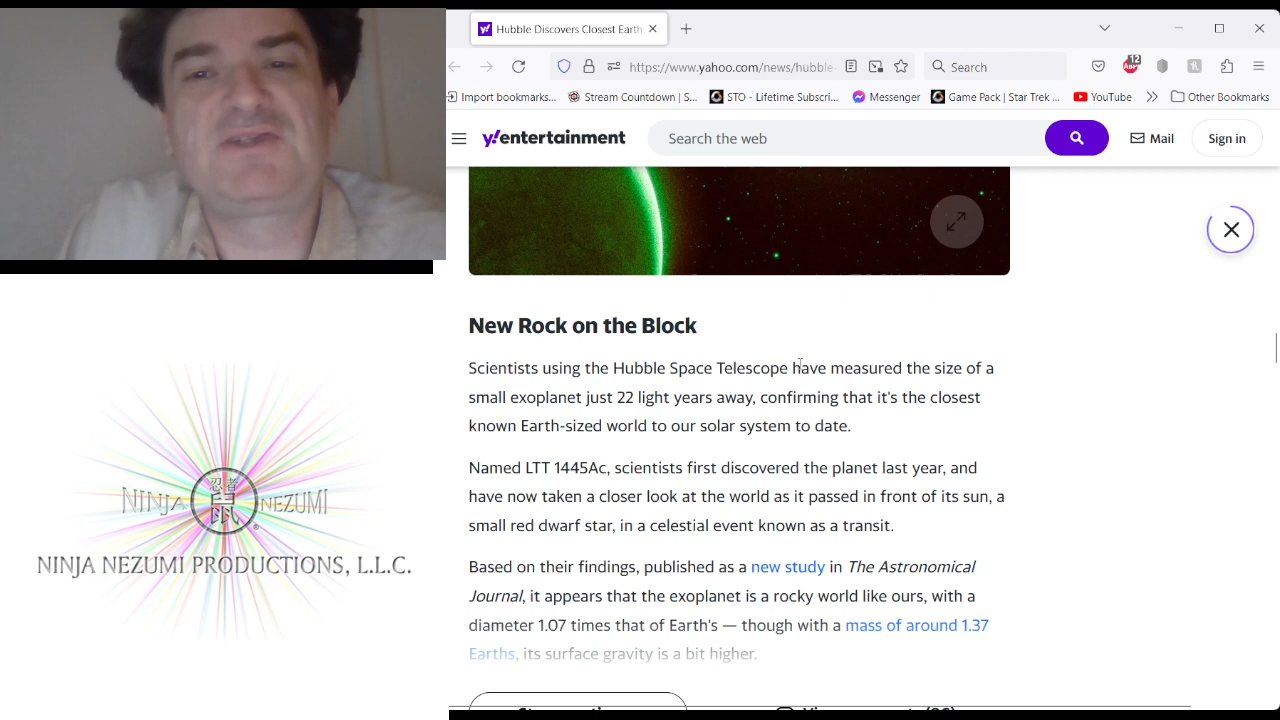 Hubble Discovers Closest Earth
https://www.yahoo.com/news/hubble-
Search
12
Import bookmarks...
Stream Countdown | S...
STO - Lifetime Subscri...
Messenger
Game Pack | Star Trek ...
YouTube
Other Bookmarks
y!entertainment
Search the web
Mail
Sign in
New Rock on the Block
Scientists using the Hubble Space Telescope have measured the size of a
small exoplanet just 22 light years away, confirming that it's the closest
known Earth-sized world to our solar system to date.
Named LTT 1445Ac, scientists first discovered the planet last year, and
have now taken a closer look at the world as it passed in front of its sun, a
small red dwarf star, in a celestial event known as a transit.
Based on their findings, published as a new study in The Astronomical
Journal, it appears that the exoplanet is a rocky world like ours, with a
diameter 1.07 times that of Earth's — though with a mass of around 1.37
Earths, its surface gravity is a bit higher.
忍者
鼠
NINJA NEZUMI
NINJA NEZUMI PRODUCTIONS, L.L.C.